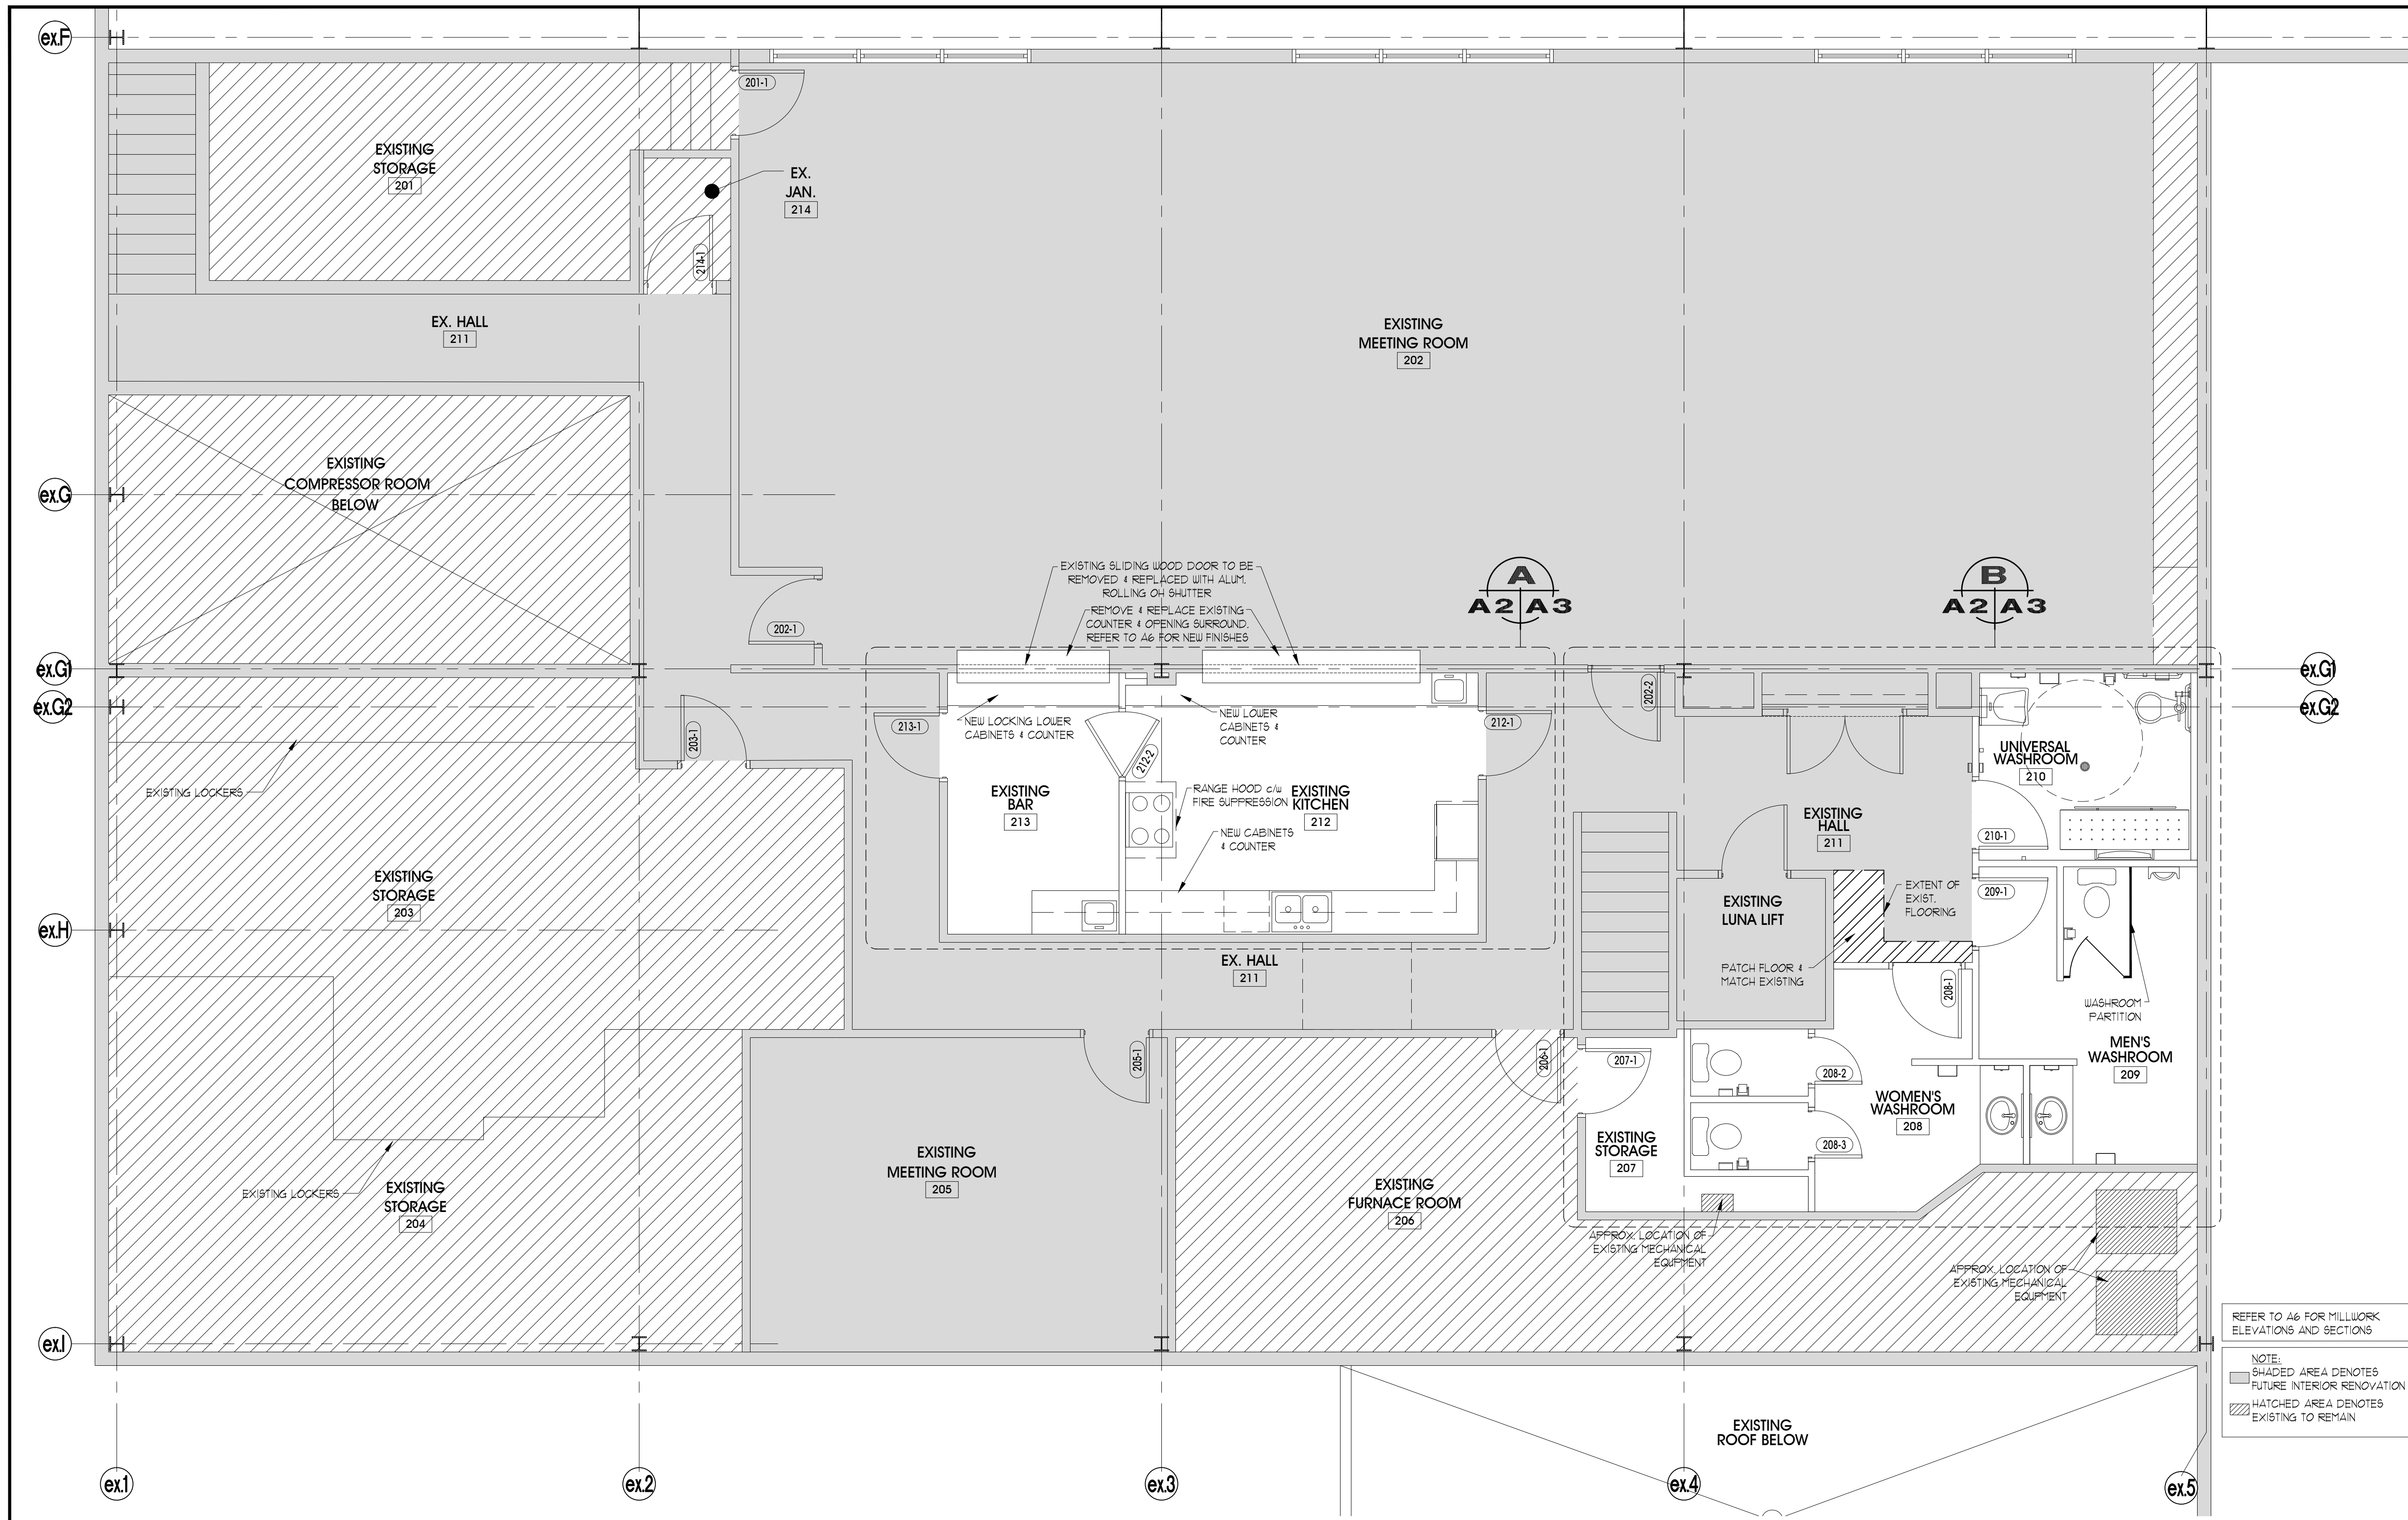 ex.F
201-1
EXISTING
STORAGE
201
EX.
JAN.
214
214-1
EX. HALL
211
EXISTING
MEETING ROOM
202
EXISTING
COMPRESSOR ROOM
BELOW
ex.G
EXISTING SLIDING WOOD DOOR TO BE
REMOVED & REPLACED WITH ALUM.
ROLLING OH SHUTTER
REMOVE & REPLACE EXISTING
COUNTER & OPENING SURROUND.
REFER TO A6 FOR NEW FINISHES
A
A2 A3
B
A2 A3
202-1
ex.G1
ex.G1
ex.G2
ex.G2
203-1
213-1
NEW LOCKING LOWER
CABINETS & COUNTER
NEW LOWER
CABINETS &
COUNTER
212-1
212-2
202-2
UNIVERSAL
WASHROOM
210
EXISTING LOCKERS
EXISTING
BAR
213
RANGE HOOD c/w
FIRE SUPPRESSION
EXISTING
KITCHEN
212
NEW CABINETS
& COUNTER
EXISTING
HALL
211
210-1
209-1
EXISTING
STORAGE
203
EXISTING
LUNA LIFT
EXTENT OF
EXIST.
FLOORING
ex.H
EX. HALL
211
PATCH FLOOR &
MATCH EXISTING
208-1
WASHROOM
PARTITION
MEN'S
WASHROOM
209
205-1
206-1
207-1
208-2
WOMEN'S
WASHROOM
208
208-3
EXISTING
STORAGE
207
EXISTING
MEETING ROOM
205
EXISTING LOCKERS
EXISTING
STORAGE
204
EXISTING
FURNACE ROOM
206
APPROX. LOCATION OF
EXISTING MECHANICAL
EQUPMENT
APPROX. LOCATION OF
EXISTING MECHANICAL
EQUPMENT
ex.I
REFER TO A6 FOR MILLWORK
ELEVATIONS AND SECTIONS
NOTE:
SHADED AREA DENOTES
FUTURE INTERIOR RENOVATION
HATCHED AREA DENOTES
EXISTING TO REMAIN
EXISTING
ROOF BELOW
ex.1
ex.2
ex.3
ex.4
ex.5